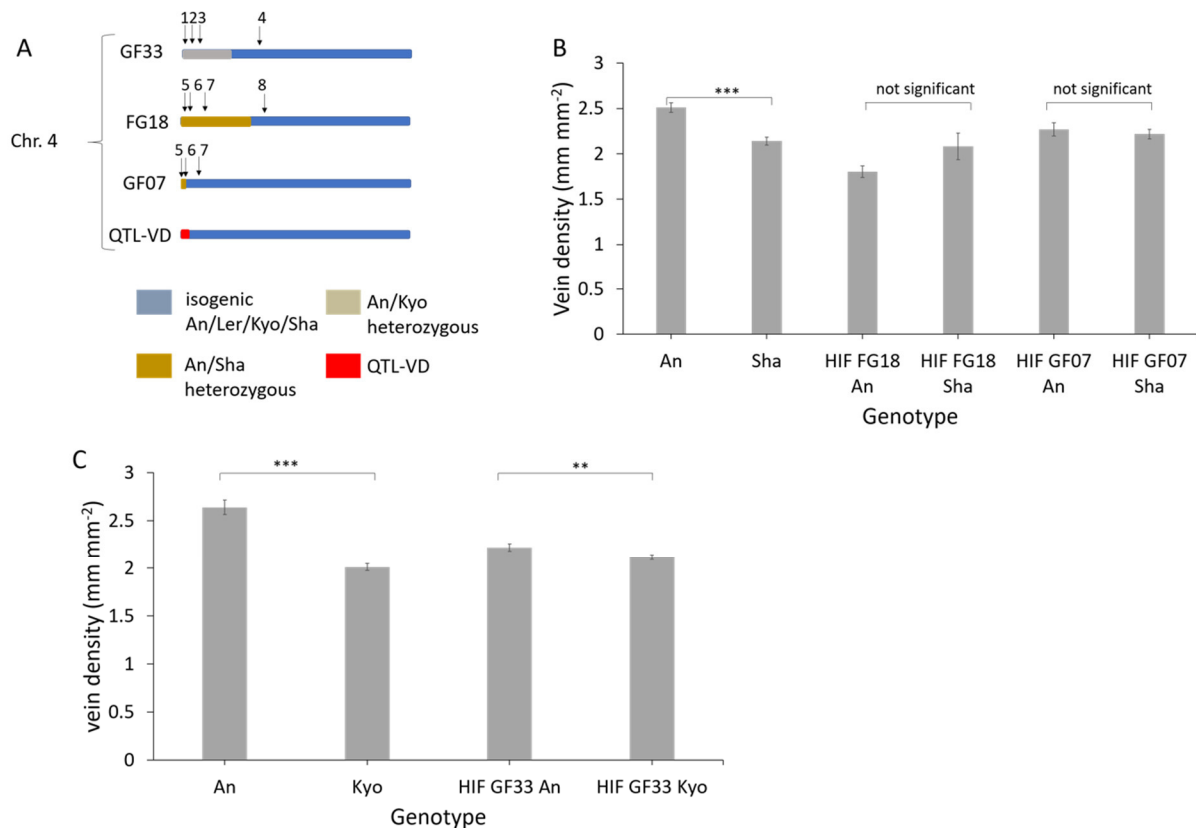 A
Chr. 4
123 4
GF33
5 6 7 8
FG18
5 6 7
GF07
QTL-VD
isogenic
An/Ler/Kyo/Sha
An/Kyo
heterozygous
An/Sha
heterozygous
QTL-VD
B
Vein density (mm mm-2)
3
2.5
2
1.5
1
0.5
0
***
not significant
not significant
An
Sha
HIF FG18
An
HIF FG18
Sha
HIF GF07
An
HIF GF07
Sha
Genotype
C
vein density (mm mm-2)
3
2.5
2
1.5
1
0.5
0
***
**
An
Kyo
HIF GF33 An
HIF GF33 Kyo
Genotype